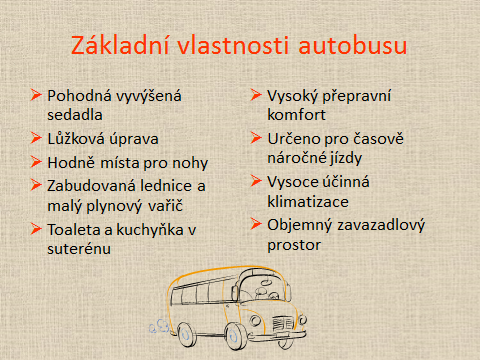 Základní vlastnosti autobusu
Pohodná vyvýšená
sedadla
Lůžková úprava
Hodně místa pro nohy
Zabudovaná lednice a
malý plynový vařič
Toaleta a kuchyňka v
suterénu
Vysoký přepravní
komfort
Určeno pro časově
náročné jízdy
Vysoce účinná
klimatizace
Objemný zavazadlový
prostor